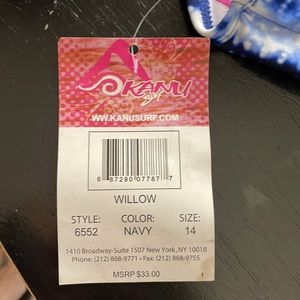 KANU
Surf
WWW.KANUSURF.COM
6 87290 07787 7
WILLOW
STYLE: COLOR: SIZE:
6552 NAVY 14
1410 Broadway-Suite 1507 New York, NY 10018
Phone: (212) 868-9771 • Fax: (212) 868-9755
MSRP $33.00